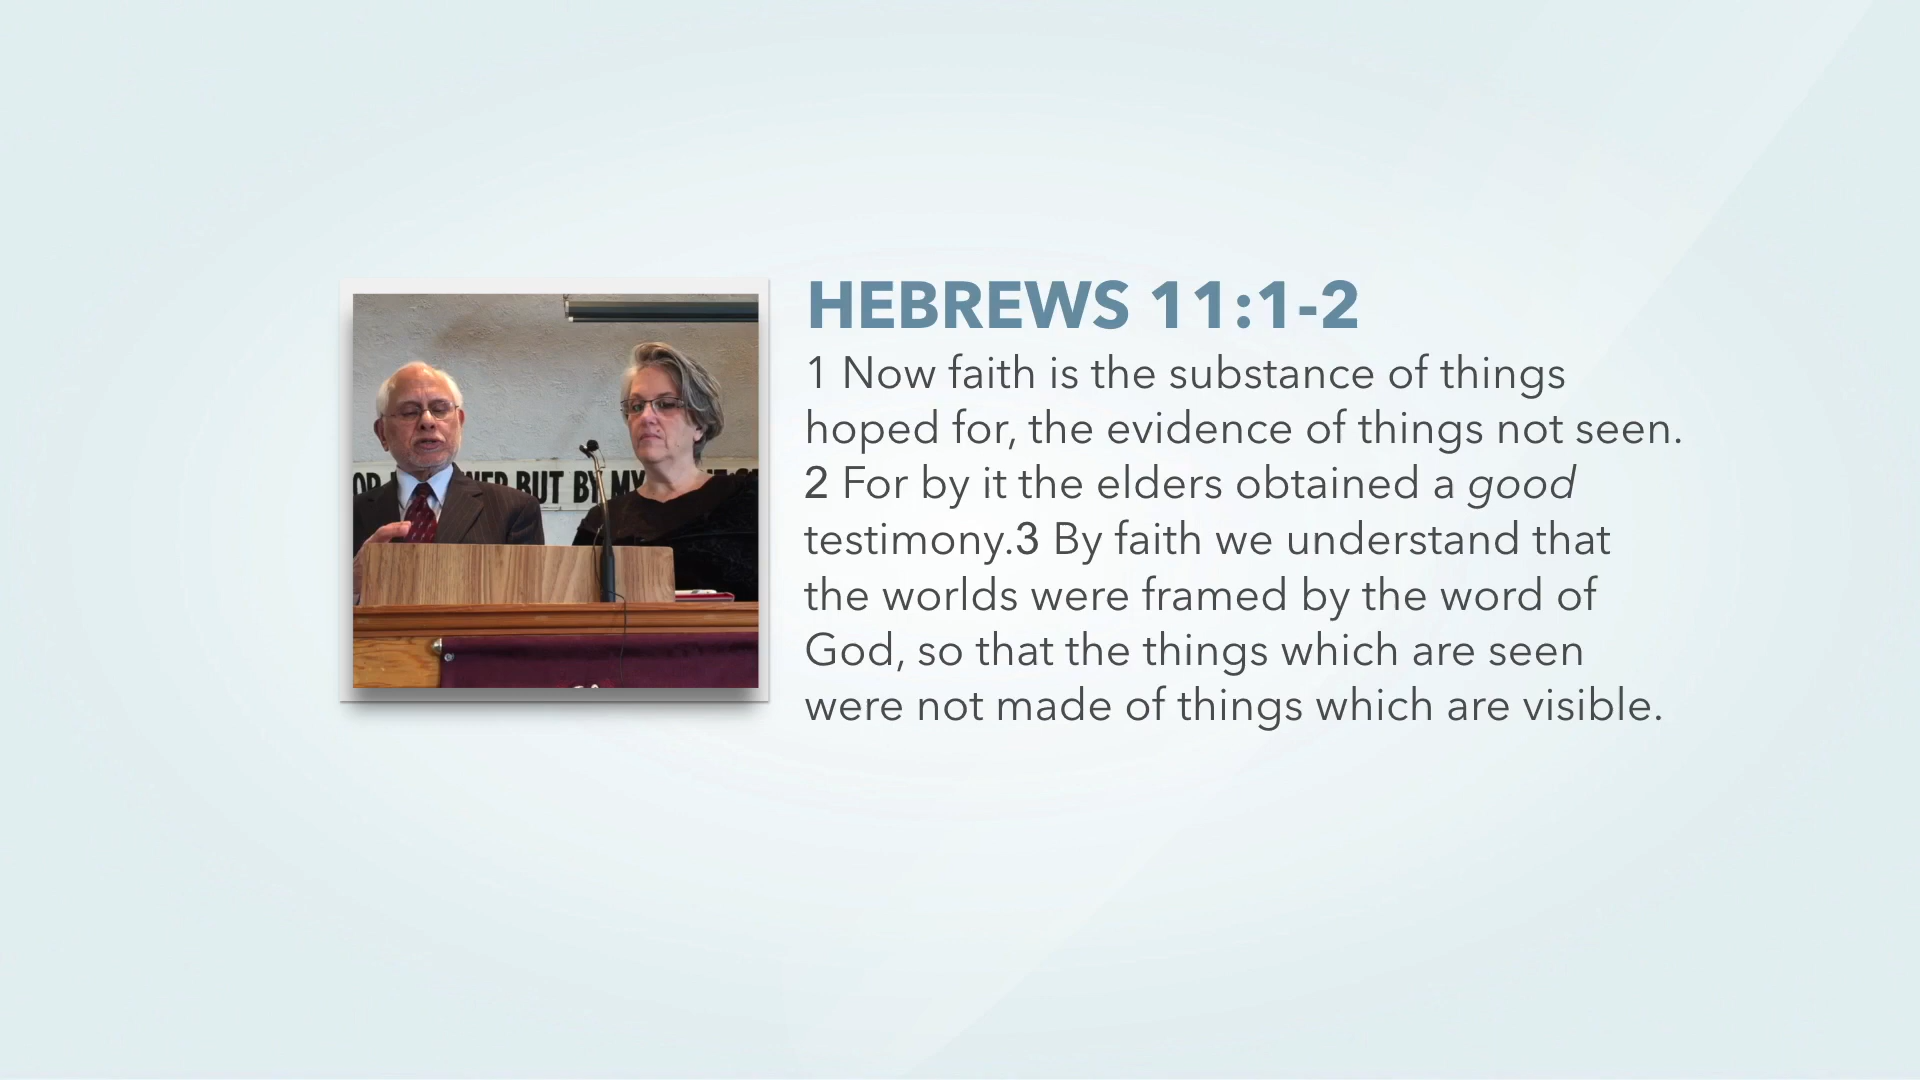 HEBREWS 11:1-2
1 Now faith is the substance of things
hoped for, the evidence of things not seen.
2 For by it the elders obtained a good
testimony.3 By faith we understand that
the worlds were framed by the word of
God, so that the things which are seen
were not made of things which are visible.
BUT BY MY